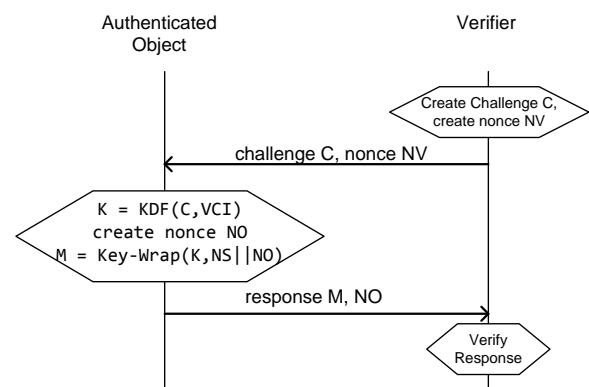 Authenticated
Object
Verifier
Create Challenge C,
create nonce NV
challenge C, nonce NV
K = KDF(C,VCI)
create nonce NO
M = Key-Wrap(K,NS||NO)
response M, NO
Verify
Response